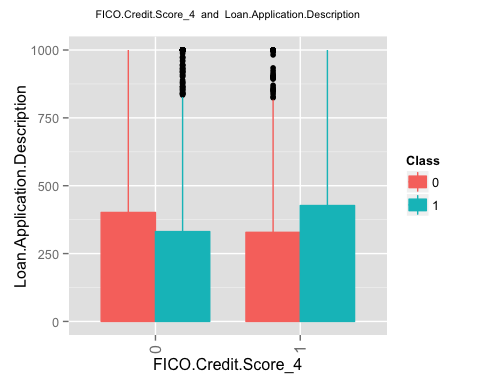 FICO.Credit.Score_4 and Loan.Application.Description
1000
750
500
250
0
Loan.Application.Description
0
1
FICO.Credit.Score_4
Class
0
1